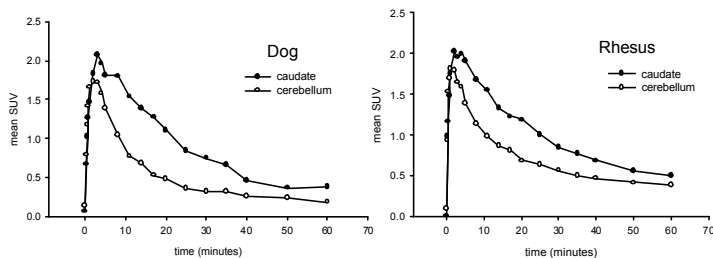 Dog
caudate
cerebellum
mean SUV
2.5
2.0
1.5
1.0
0.5
0.0
0 10 20 30 40 50 60 70
time (minutes)
Rhesus
caudate
cerebellum
mean SUV
2.5
2.0
1.5
1.0
0.5
0.0
0 10 20 30 40 50 60 70
time (minutes)